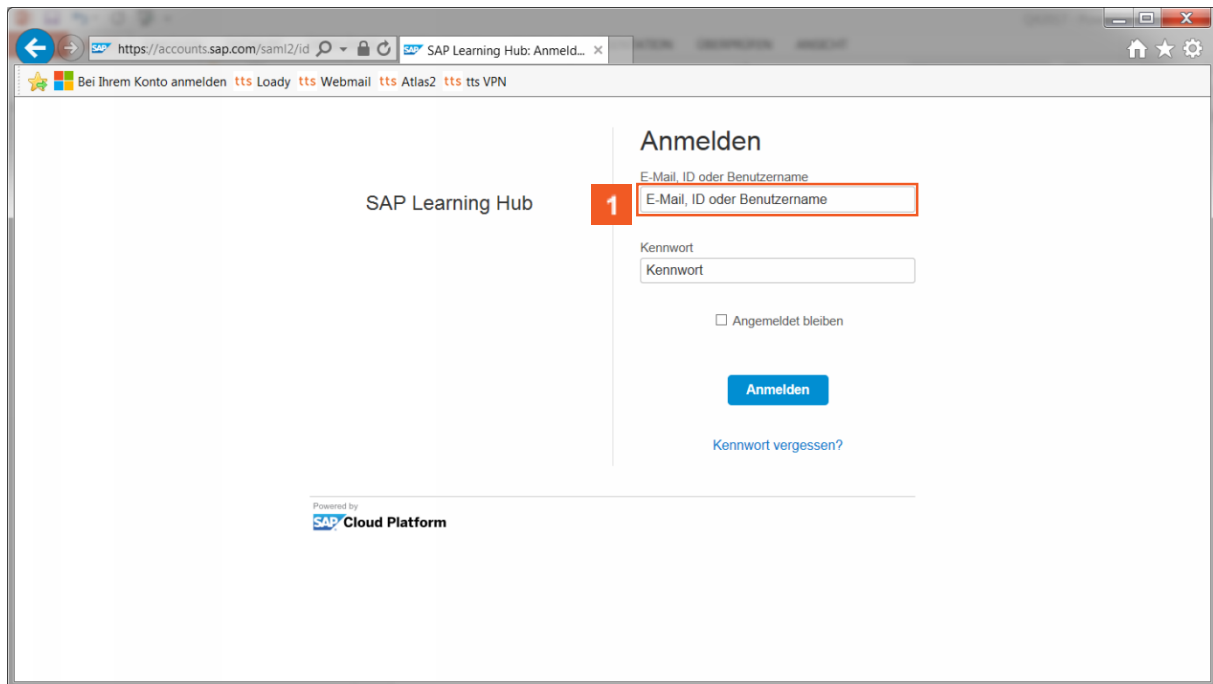 https://accounts.sap.com/saml2/id
SAP Learning Hub: Anmeld...
Bei Ihrem Konto anmelden tts Loady tts Webmail tts Atlas2 tts tts VPN
Anmelden
E-Mail, ID oder Benutzername
SAP Learning Hub
1
E-Mail, ID oder Benutzername
Kennwort
Kennwort
Angemeldet bleiben
Anmelden
Kennwort vergessen?
Powered by
SAP Cloud Platform